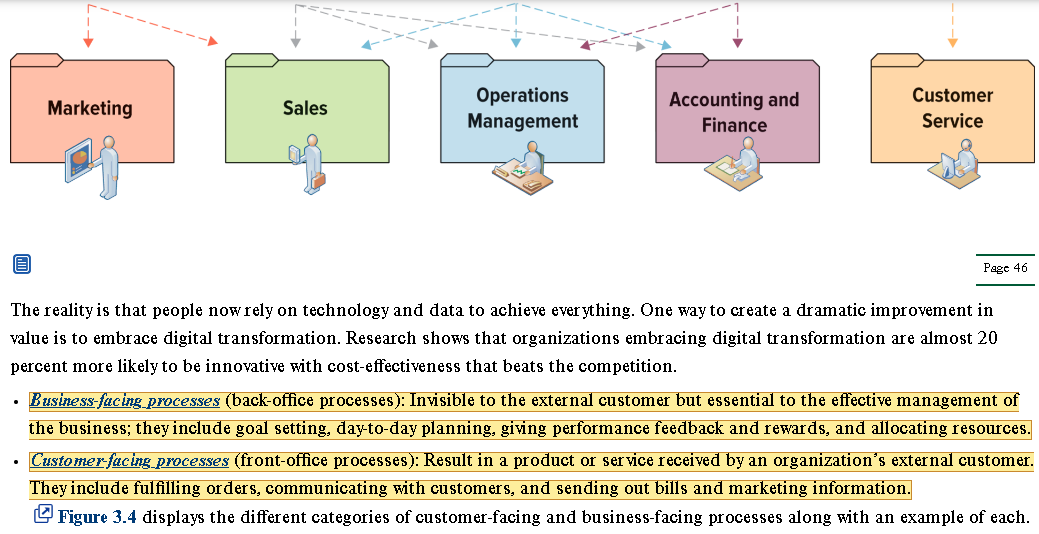 Marketing
Sales
Operations
Management
Accounting and
Finance
Customer
Service
Page 46
The reality is that people now rely on technology and data to achieve everything. One way to create a dramatic improvement in
value is to embrace digital transformation. Research shows that organizations embracing digital transformation are almost 20
percent more likely to be innovative with cost-effectiveness that beats the competition.
• Business-facing processes (back-office processes): Invisible to the external customer but essential to the effective management of
the business; they include goal setting, day-to-day planning, giving performance feedback and rewards, and allocating resources.
• Customer-facing processes (front-office processes): Result in a product or service received by an organization’s external customer.
They include fulfilling orders, communicating with customers, and sending out bills and marketing information.
Figure 3.4 displays the different categories of customer-facing and business-facing processes along with an example of each.